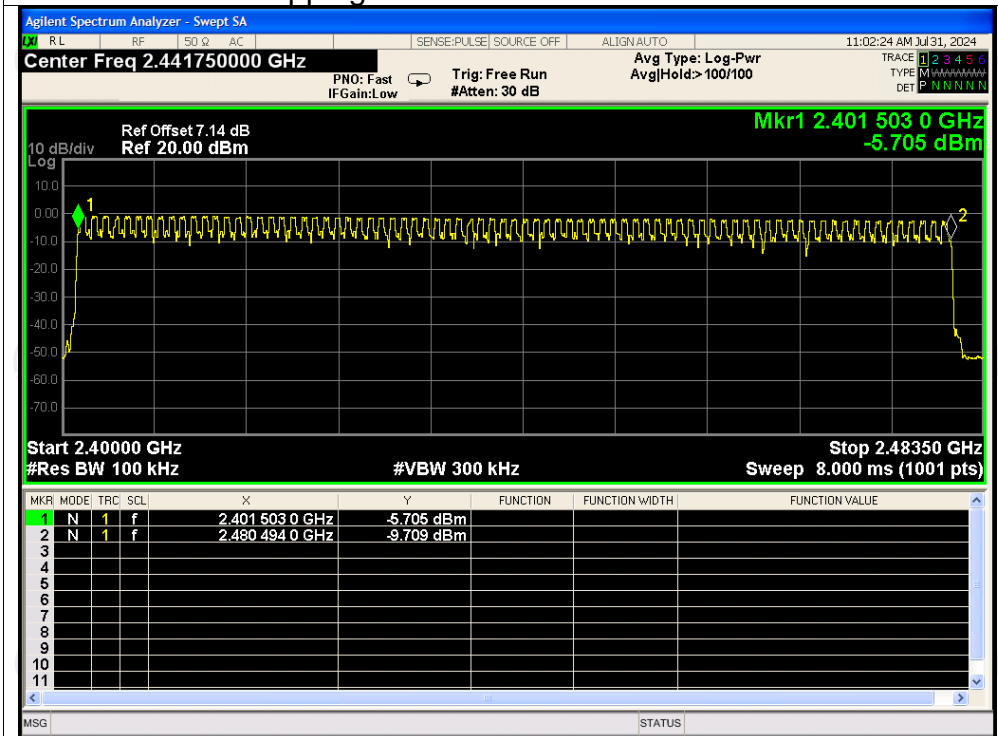 Agilent Spectrum Analyzer - Swept SA
LXI RL RF 50 Ω AC SENSE:PULSE SOURCE OFF ALIGN AUTO 11:02:24 AM Jul 31, 2024
Center Freq 2.441750000 GHz
PNO: Fast
IFGain:Low
Trig: Free Run
#Atten: 30 dB
Avg Type: Log-Pwr
Avg|Hold:> 100/100
TRACE 1 2 3 4 5 6
TYPE M
DET P N N N N N
Mkr1 2.401 503 0 GHz
-5.705 dBm
Ref Offset 7.14 dB
10 dB/div Ref 20.00 dBm
Log
10.0
0.00
-10.0
-20.0
-30.0
-40.0
-50.0
-60.0
-70.0
1
2
Start 2.40000 GHz Stop 2.48350 GHz
#Res BW 100 kHz #VBW 300 kHz Sweep 8.000 ms (1001 pts)
MKR MODE TRC SCL X Y FUNCTION FUNCTION WIDTH FUNCTION VALUE
1 N 1 f 2.401 503 0 GHz -5.705 dBm
2 N 1 f 2.480 494 0 GHz -9.709 dBm
3
4
5
6
7
8
9
10
11
MSG STATUS